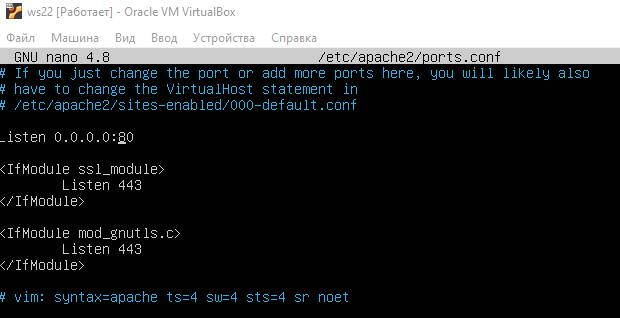 ws22 [Работает] - Oracle VM VirtualBox
Файл Машина Вид Ввод Устройства Справка
GNU nano 4.8 /etc/apache2/ports.conf
# If you just change the port or add more ports here, you will likely also
# have to change the VirtualHost statement in
# /etc/apache2/sites-enabled/000-default.conf
Listen 0.0.0.0:80
<IfModule ssl_module>
Listen 443
</IfModule>
<IfModule mod_gnutls.c>
Listen 443
</IfModule>
# vim: syntax=apache ts=4 sw=4 sts=4 sr noet